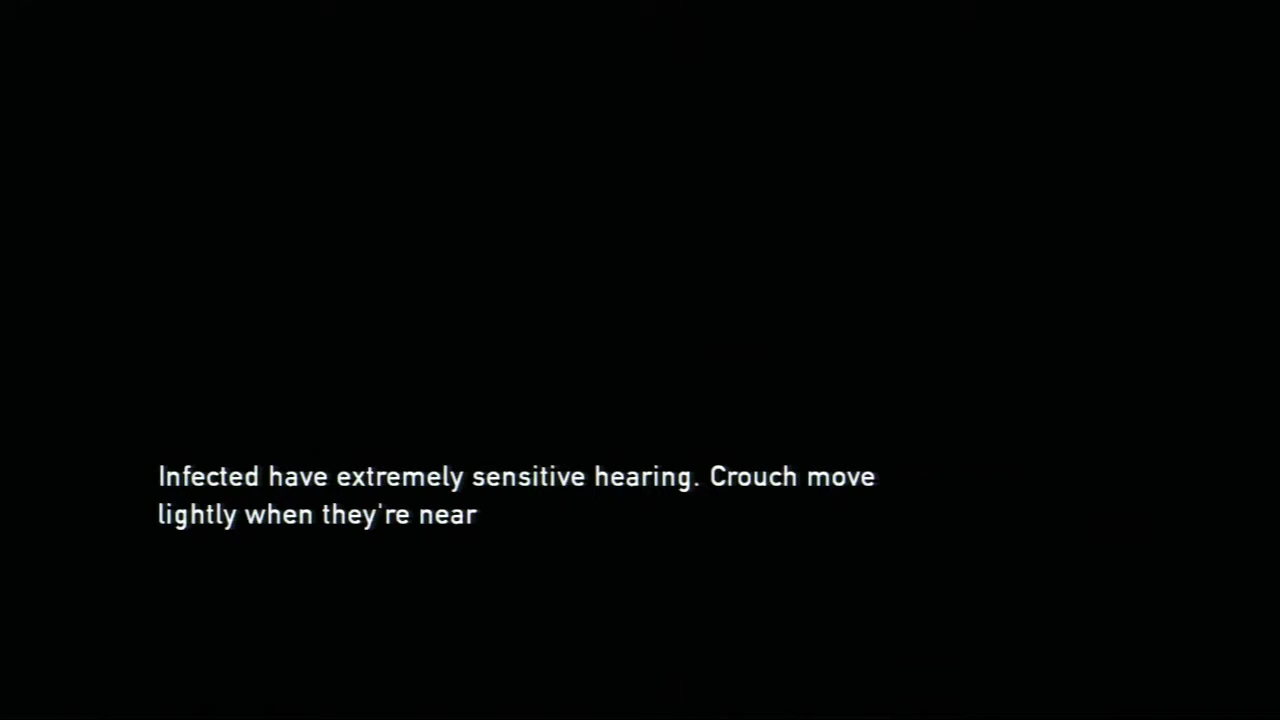 Infected have extremely sensitive hearing. Crouch move
lightly when they're near